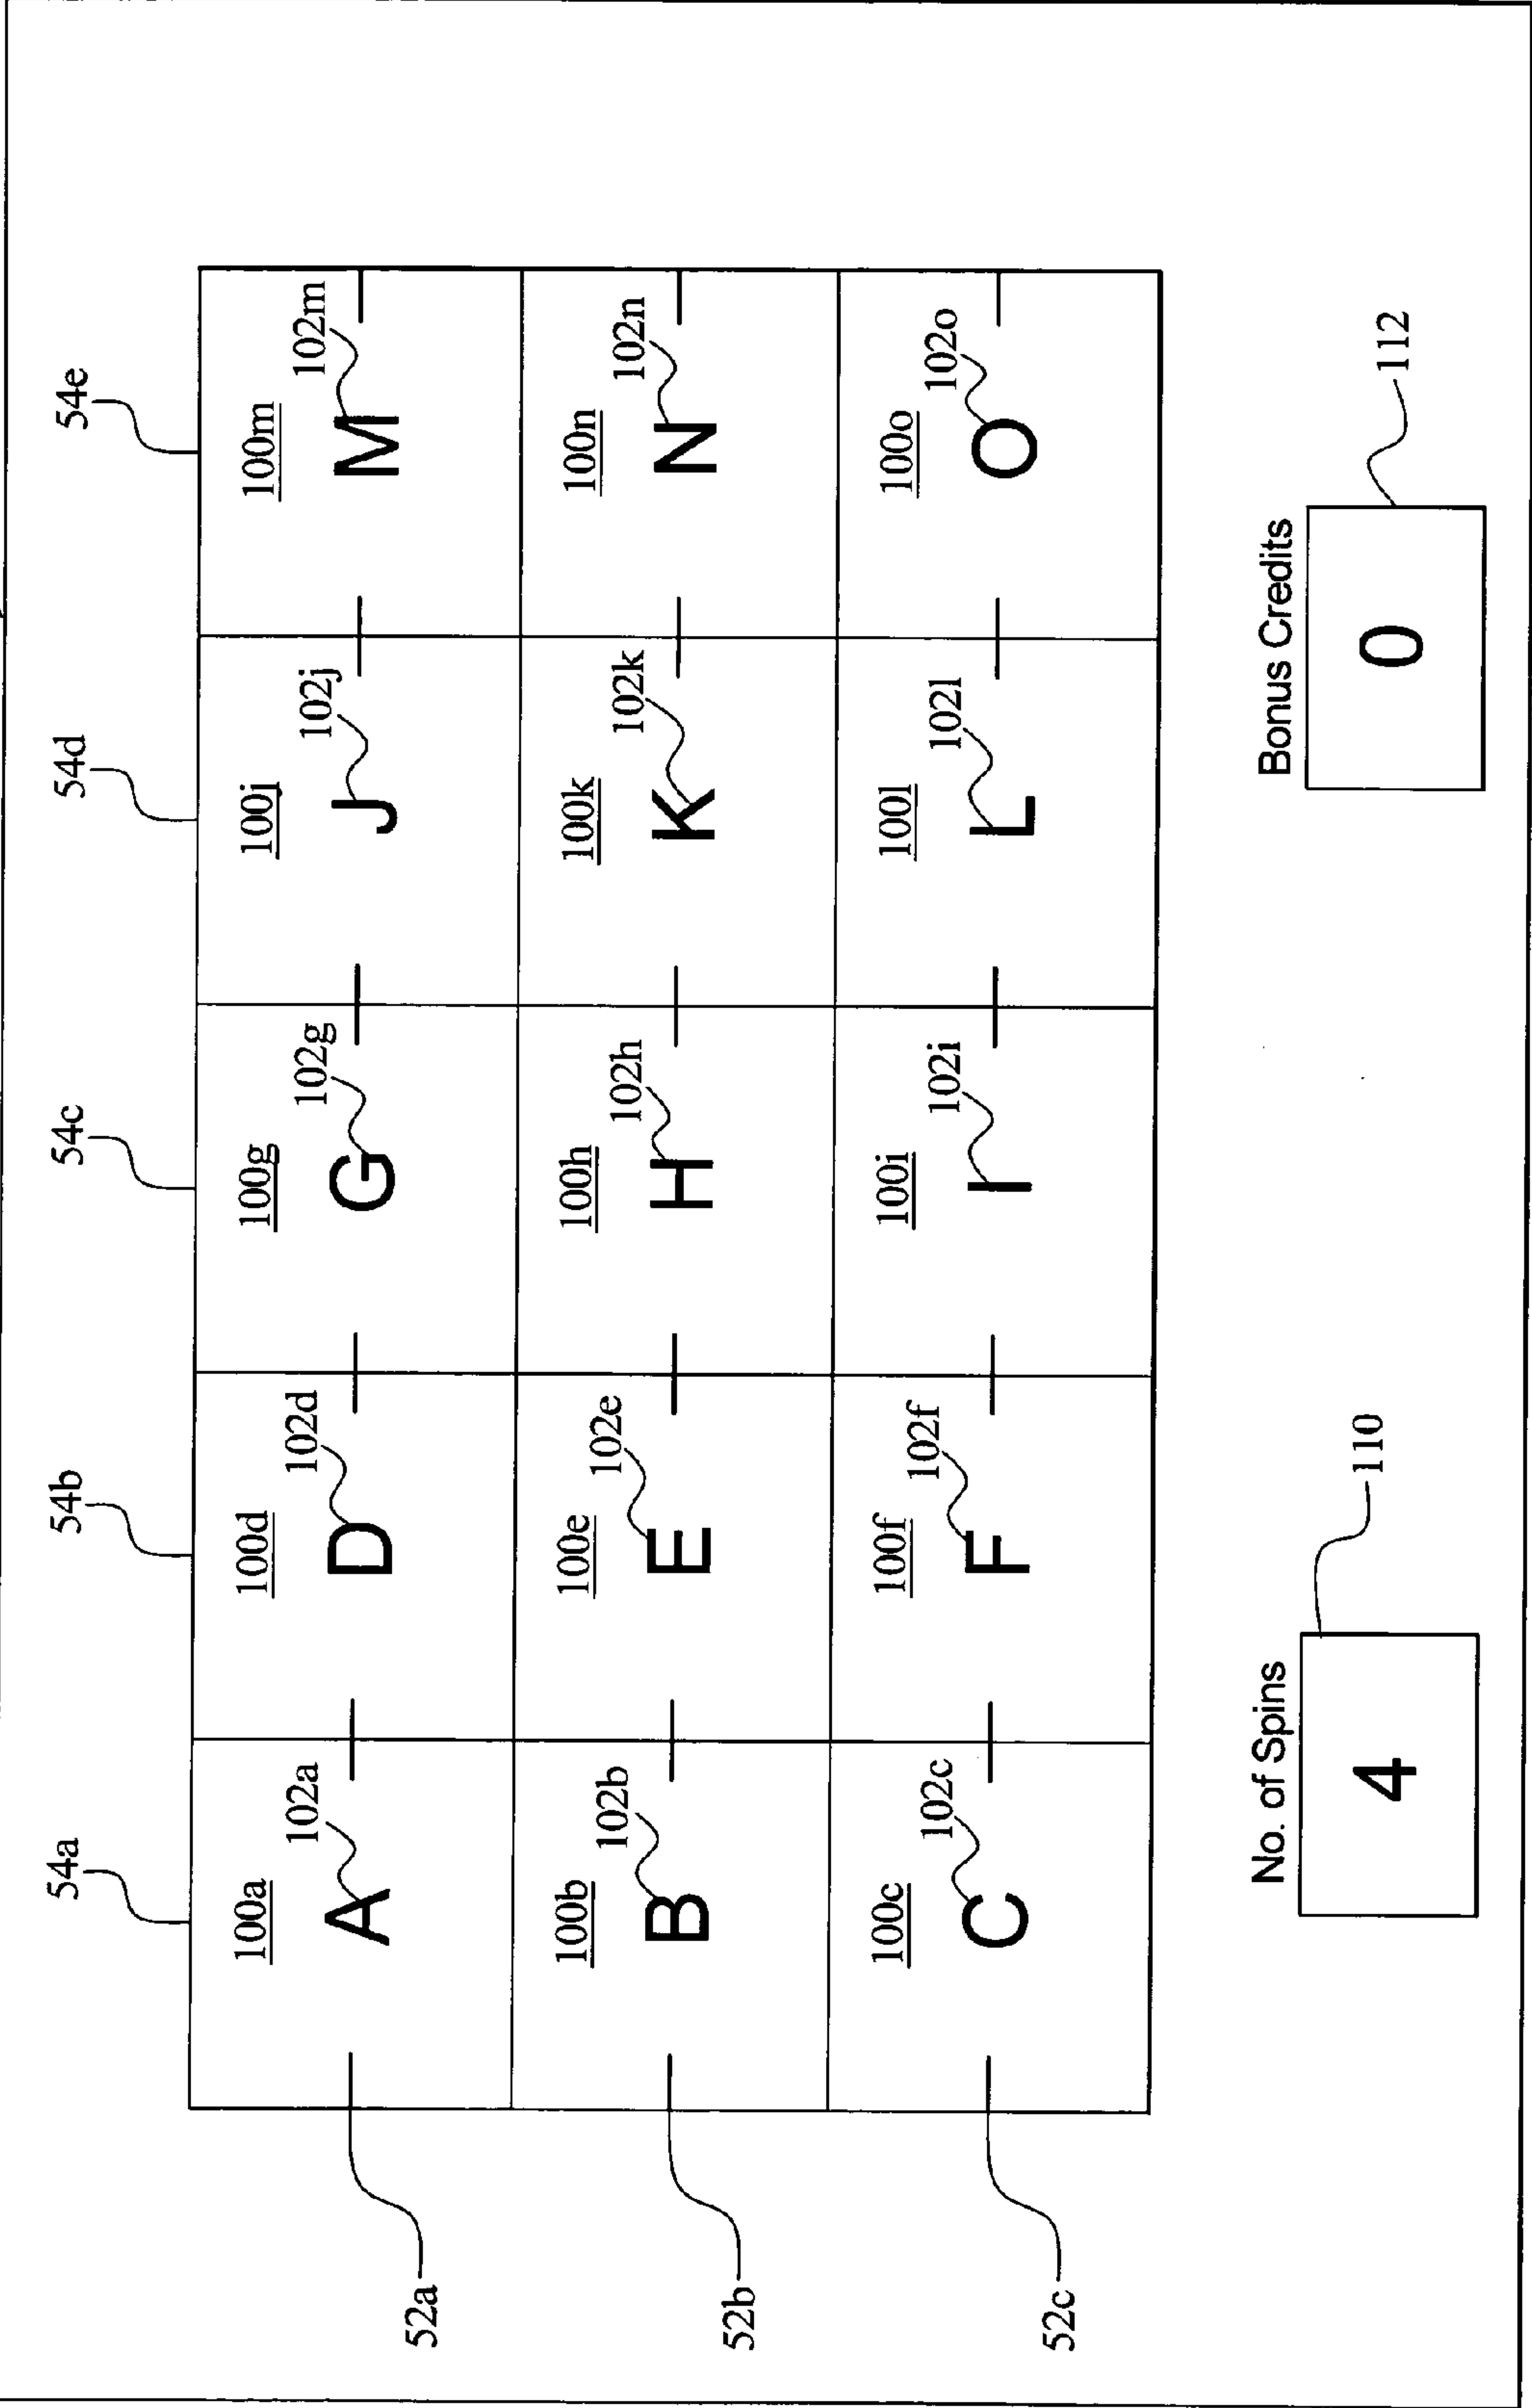 54a 54b 54c 54d 54e
100a 100d 100g 100j 100m
A 102a D 102d G 102g J 102j M 102m
52a
100b 100e 100h 100k 100n
B 102b E 102e H 102h K 102k N 102n
52b
100c 100f 100i 100l 100o
C 102c F 102f I 102i L 102l O 102o
52c
No. of Spins Bonus Credits
4 110 0 112